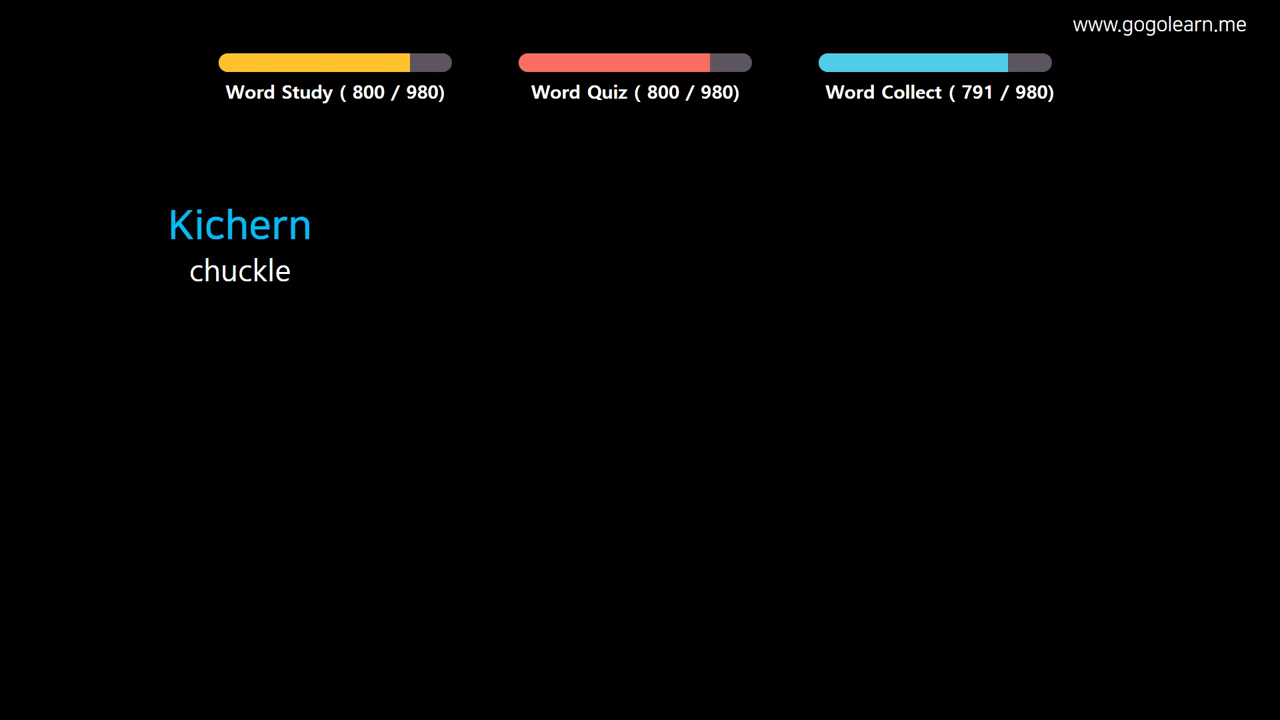 www.gogolearn.me
Word Study ( 800 / 980)
Word Quiz ( 800 / 980)
Word Collect ( 791 / 980)
Kichern
chuckle